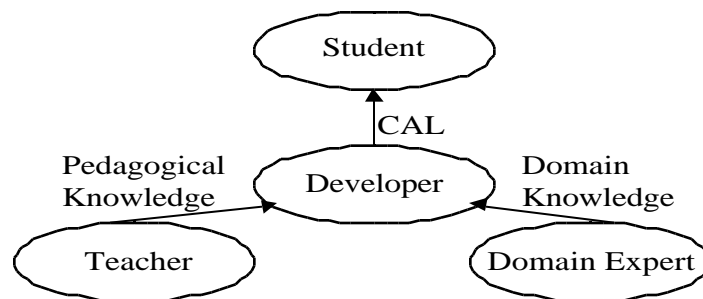 Student
CAL
Pedagogical
Knowledge
Developer
Domain
Knowledge
Teacher
Domain Expert